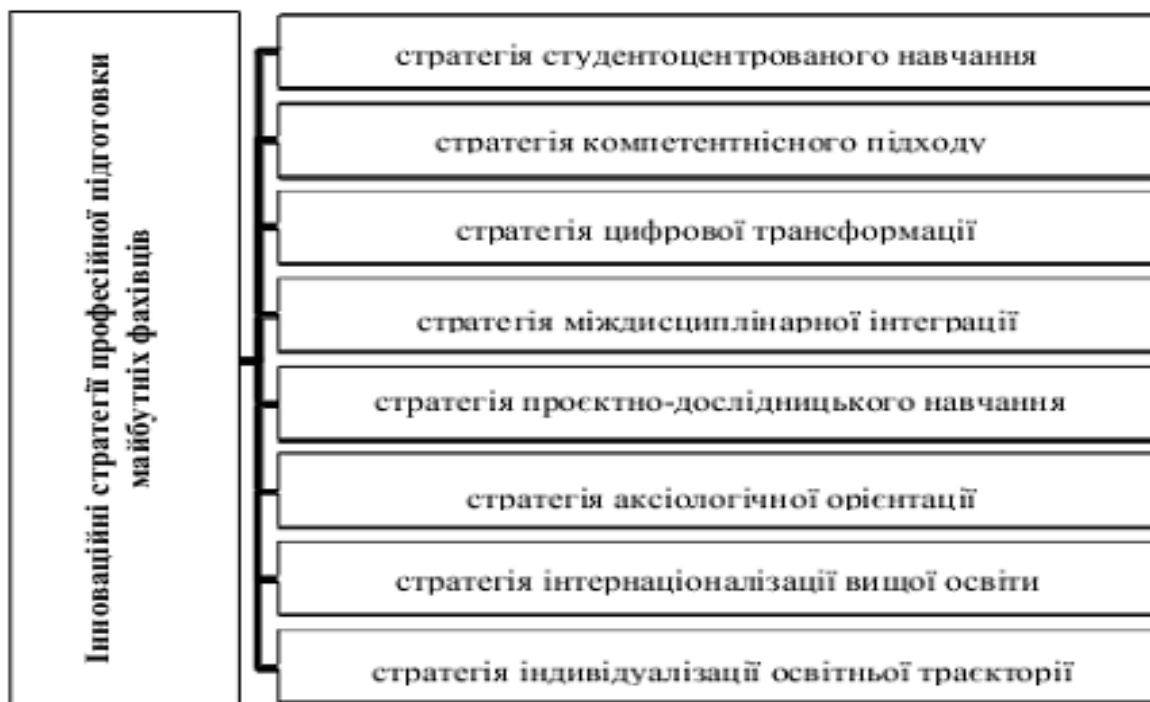 Інноваційні стратегії професійної підготовки
майбутніх фахівців
стратегія студентоцентрованого навчання
стратегія компетентнісного підходу
стратегія цифрової трансформації
стратегія міждисциплінарної інтеграції
стратегія проєктно-дослідницького навчання
стратегія аксіологічної орієнтації
стратегія інтернаціоналізації вищої освіти
стратегія індивідуалізації освітньої траєкторії